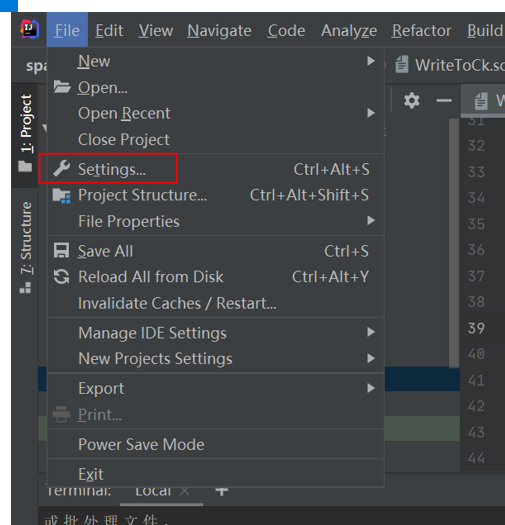 File Edit View Navigate Code Analyze Refactor Build
New
WriteToCk.sc
Open...
Open Recent
Close Project
Settings... Ctrl+Alt+S
Project Structure... Ctrl+Alt+Shift+S
File Properties
Save All Ctrl+S
Reload All from Disk Ctrl+Alt+Y
Invalidate Caches / Restart...
Manage IDE Settings
New Projects Settings
Export
Print...
Power Save Mode
Exit
spa
1: Project
7: Structure
31
32
33
34
35
36
37
38
39
40
41
42
43
44
Terminal: Local
或批处理文件。